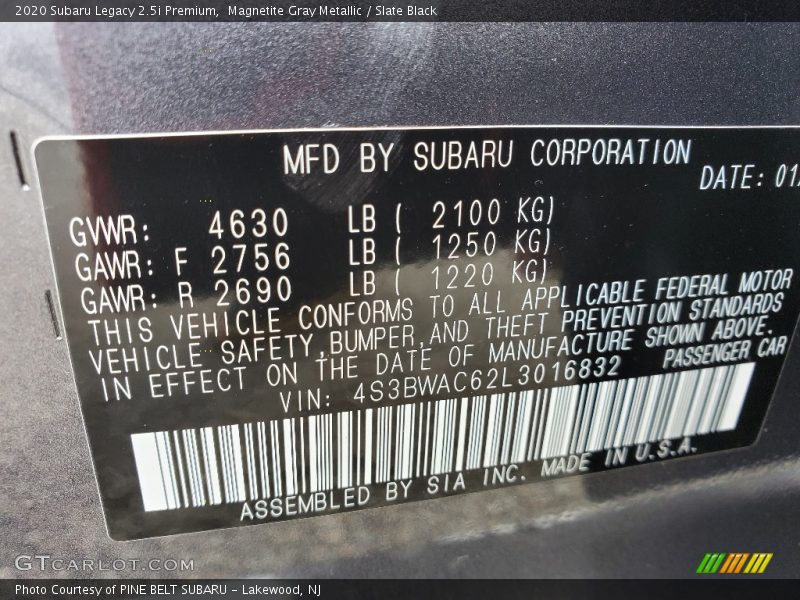 2020 Subaru Legacy 2.5i Premium, Magnetite Gray Metallic / Slate Black
MFD BY SUBARU CORPORATION
DATE: 01
GVWR: 4630 LB ( 2100 KG)
GAWR: F 2756 LB ( 1250 KG)
GAWR: R 2690 LB ( 1220 KG)
THIS VEHICLE CONFORMS TO ALL APPLICABLE FEDERAL MOTOR
VEHICLE SAFETY,BUMPER,AND THEFT PREVENTION STANDARDS
IN EFFECT ON THE DATE OF MANUFACTURE SHOWN ABOVE.
VIN: 4S3BWAC62L3016832 PASSENGER CAR
ASSEMBLED BY SIA INC. MADE IN U.S.A.
GTCARLOT.COM
Photo Courtesy of PINE BELT SUBARU - Lakewood, NJ